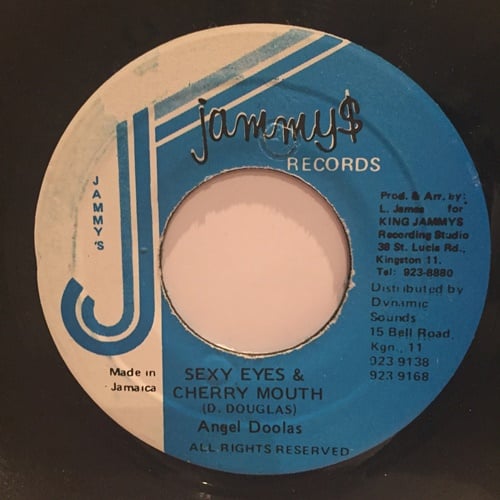 jammy$
RECORDS
JAMMY'S
Prod. & Arr. by:
L. James for
KING JAMMYS
Recording Studio
38 St. Lucia Rd.,
Kingston 11.
Tel: 923-8880
Distributed by
Dynamic
Sounds
15 Bell Road,
Kgn., 11
923 9138
923 9168
Made in
Jamaica
SEXY EYES &
CHERRY MOUTH
(D. DOUGLAS)
Angel Doolas
ALL RIGHTS RESERVED